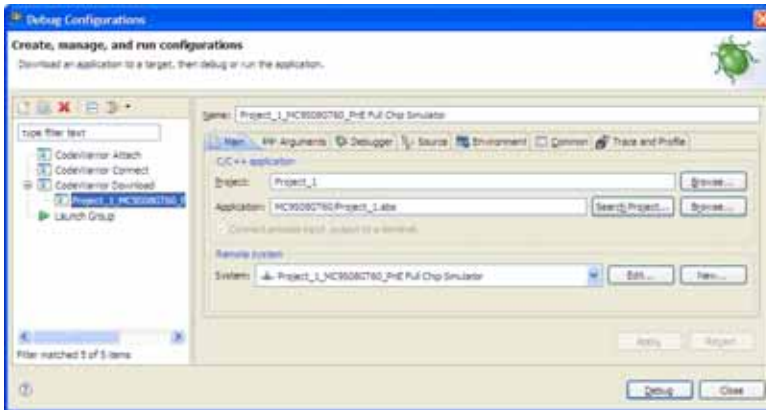 Debug Configurations
Create, manage, and run configurations
Download an application to a target, then debug or run the application.
Name: Project_1_MC9S08GT60_PnE Full Chip Simulator
type filter text
Main Arguments Debugger Source Environment Common Trace and Profile
CodeWarrior Attach
CodeWarrior Connect
CodeWarrior Download
Project_1_MC9S08GT60_
Launch Group
C/C++ application
Project: Project_1 Browse...
Application: MC9S08GT60/Project_1.abs Search Project... Browse...
Connect process input, output to a terminal.
Remote system
System: Project_1_MC9S08GT60_PnE Full Chip Simulator Edit... New...
Filter matched 5 of 5 items
Apply Revert
Debug Close